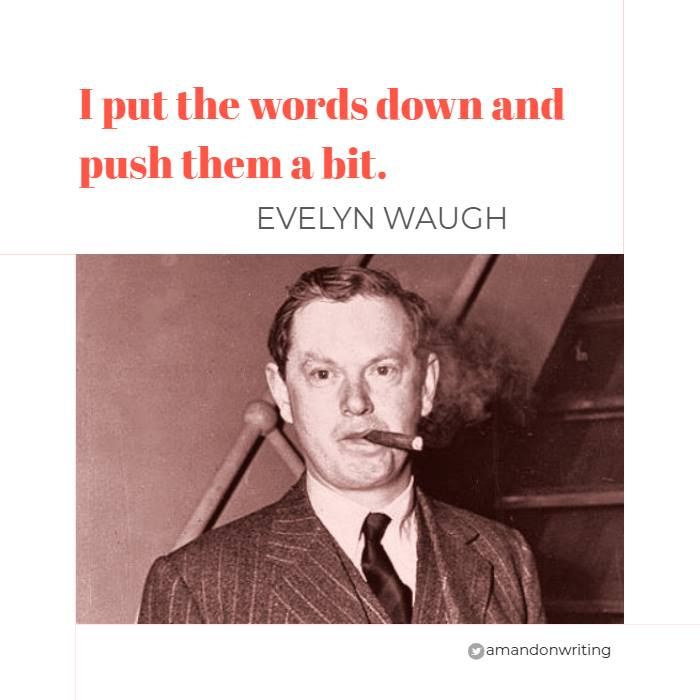 I put the words down and
push them a bit.
EVELYN WAUGH
amandonwriting